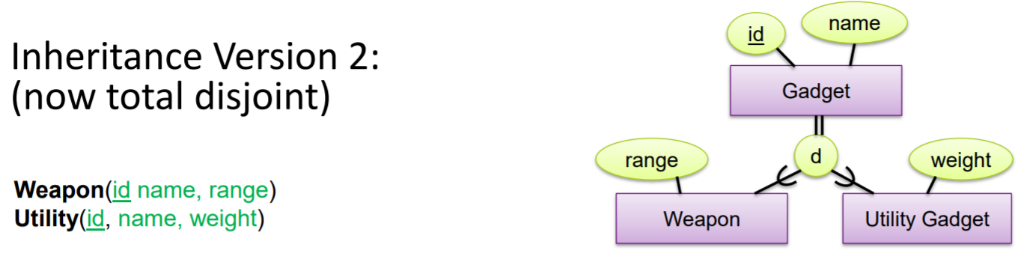 Inheritance Version 2:
(now total disjoint)
Weapon(id name, range)
Utility(id, name, weight)
id
name
Gadget
d
range
weight
Weapon
Utility Gadget